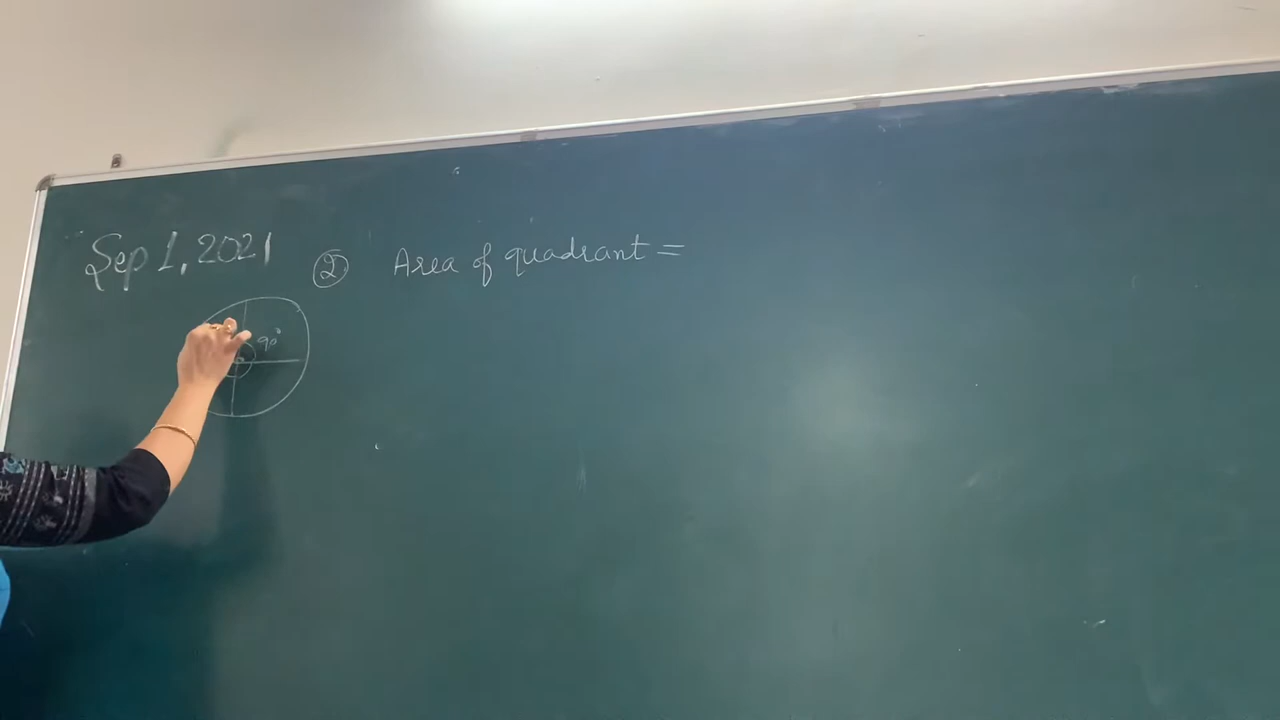 Sep 1, 2021
② Area of quadrant =
90°